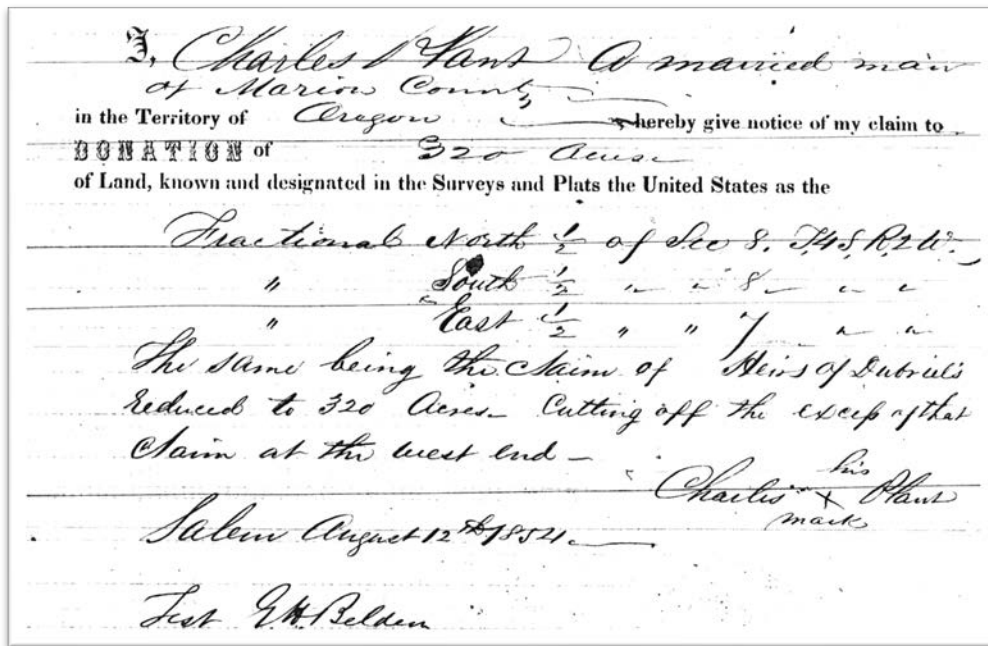 I, Charles Plant A married man
of Marion County
in the Territory of Oregon hereby give notice of my claim to
DONATION of 320 Acres
of Land, known and designated in the Surveys and Plats the United States as the
Fractional North 1/2 of Sec 8. T4S, R.2W.
" South 1/2 " " 8 " "
" East 1/2 " " 7 " "
The same being the Claim of Heirs of Dubriel's
reduced to 320 Acres - Cutting off the excess of that
Claim at the west end -
his
Charles X Plant
mark
Salem August 12th 1854
Test E.H. Belden